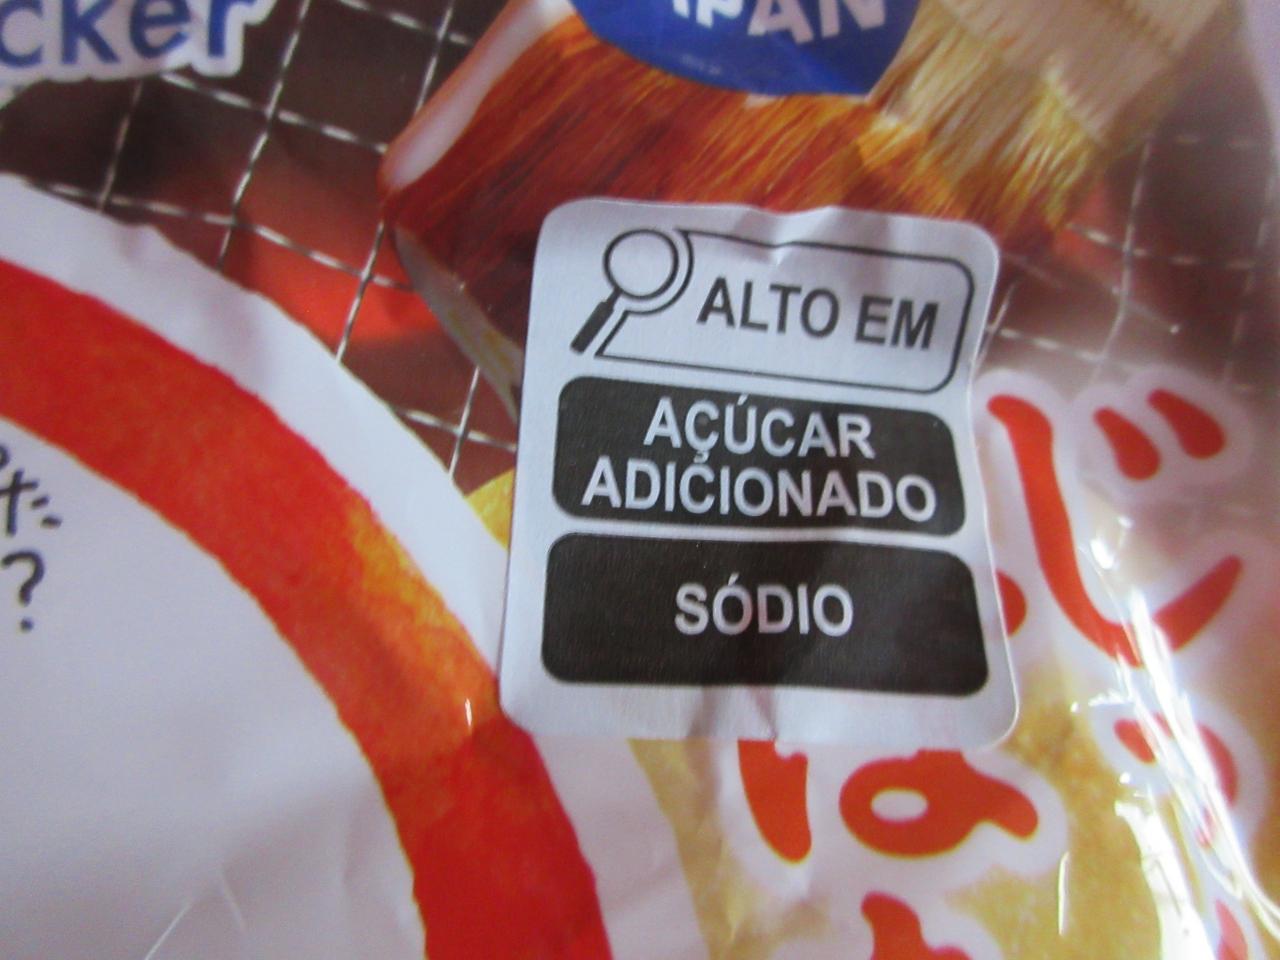 cker
PAN
ALTO EM
AÇÚCAR
ADICIONADO
SÓDIO
?